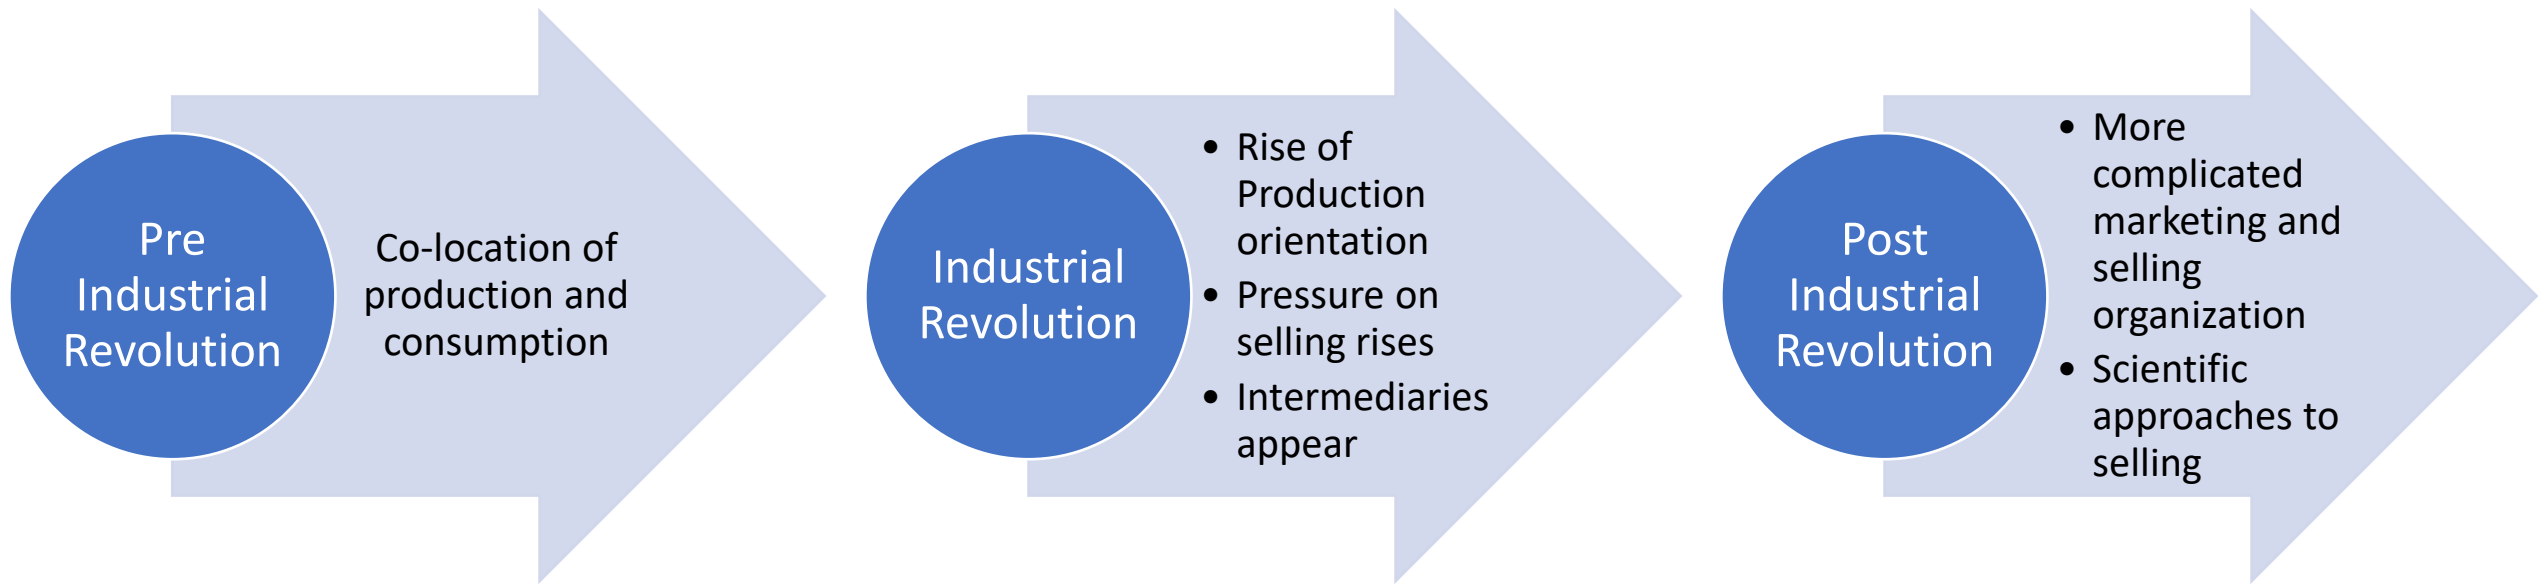 Pre
Industrial
Revolution
Co-location of
production and
consumption
Industrial
Revolution
• Rise of
Production
orientation
• Pressure on
selling rises
• Intermediaries
appear
Post
Industrial
Revolution
• More
complicated
marketing and
selling
organization
• Scientific
approaches to
selling